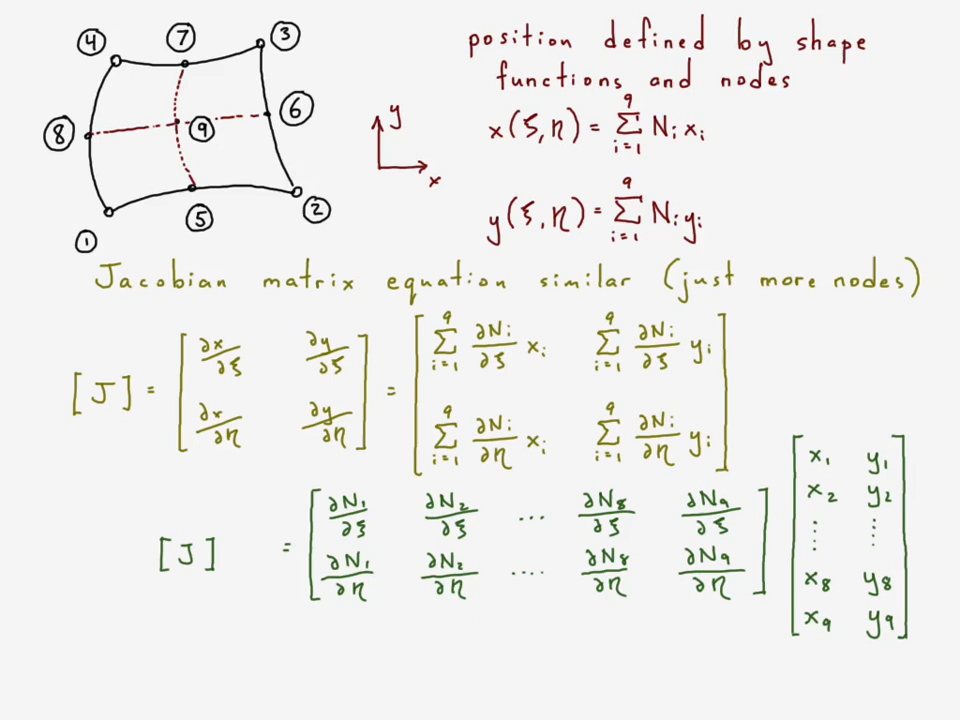 ④ ⑦ ③
⑧ ⑨ ⑥
① ⑤ ②
y
x
position defined by shape
functions and nodes
x(ξ,η) = Σ_{i=1}^{9} N_i x_i
y(ξ,η) = Σ_{i=1}^{9} N_i y_i
Jacobian matrix equation similar (just more nodes)
[J] = [ ∂x/∂ξ ∂y/∂ξ ; ∂x/∂η ∂y/∂η ] = [ Σ_{i=1}^{9} ∂N_i/∂ξ x_i Σ_{i=1}^{9} ∂N_i/∂ξ y_i ; Σ_{i=1}^{9} ∂N_i/∂η x_i Σ_{i=1}^{9} ∂N_i/∂η y_i ]
[J] = [ ∂N_1/∂ξ ∂N_2/∂ξ ... ∂N_8/∂ξ ∂N_9/∂ξ ; ∂N_1/∂η ∂N_2/∂η .... ∂N_8/∂η ∂N_9/∂η ] [ x_1 y_1 ; x_2 y_2 ; ⋮ ⋮ ; x_8 y_8 ; x_9 y_9 ]